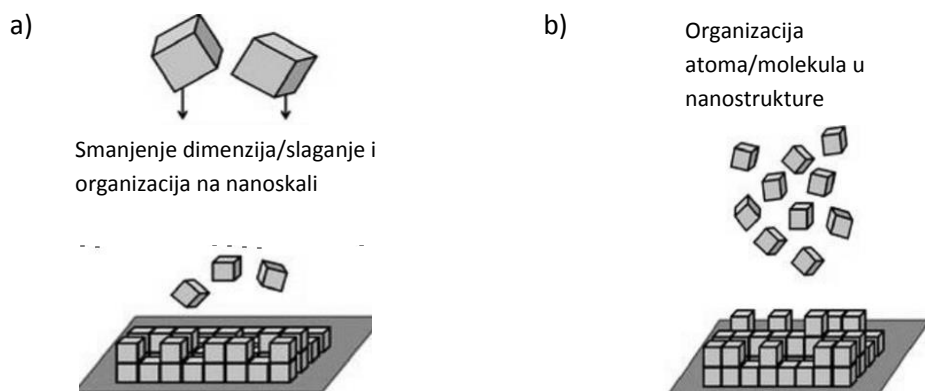 a)
Smanjenje dimenzija/slaganje i
organizacija na nanoskali
b)
Organizacija
atoma/molekula u
nanostrukture